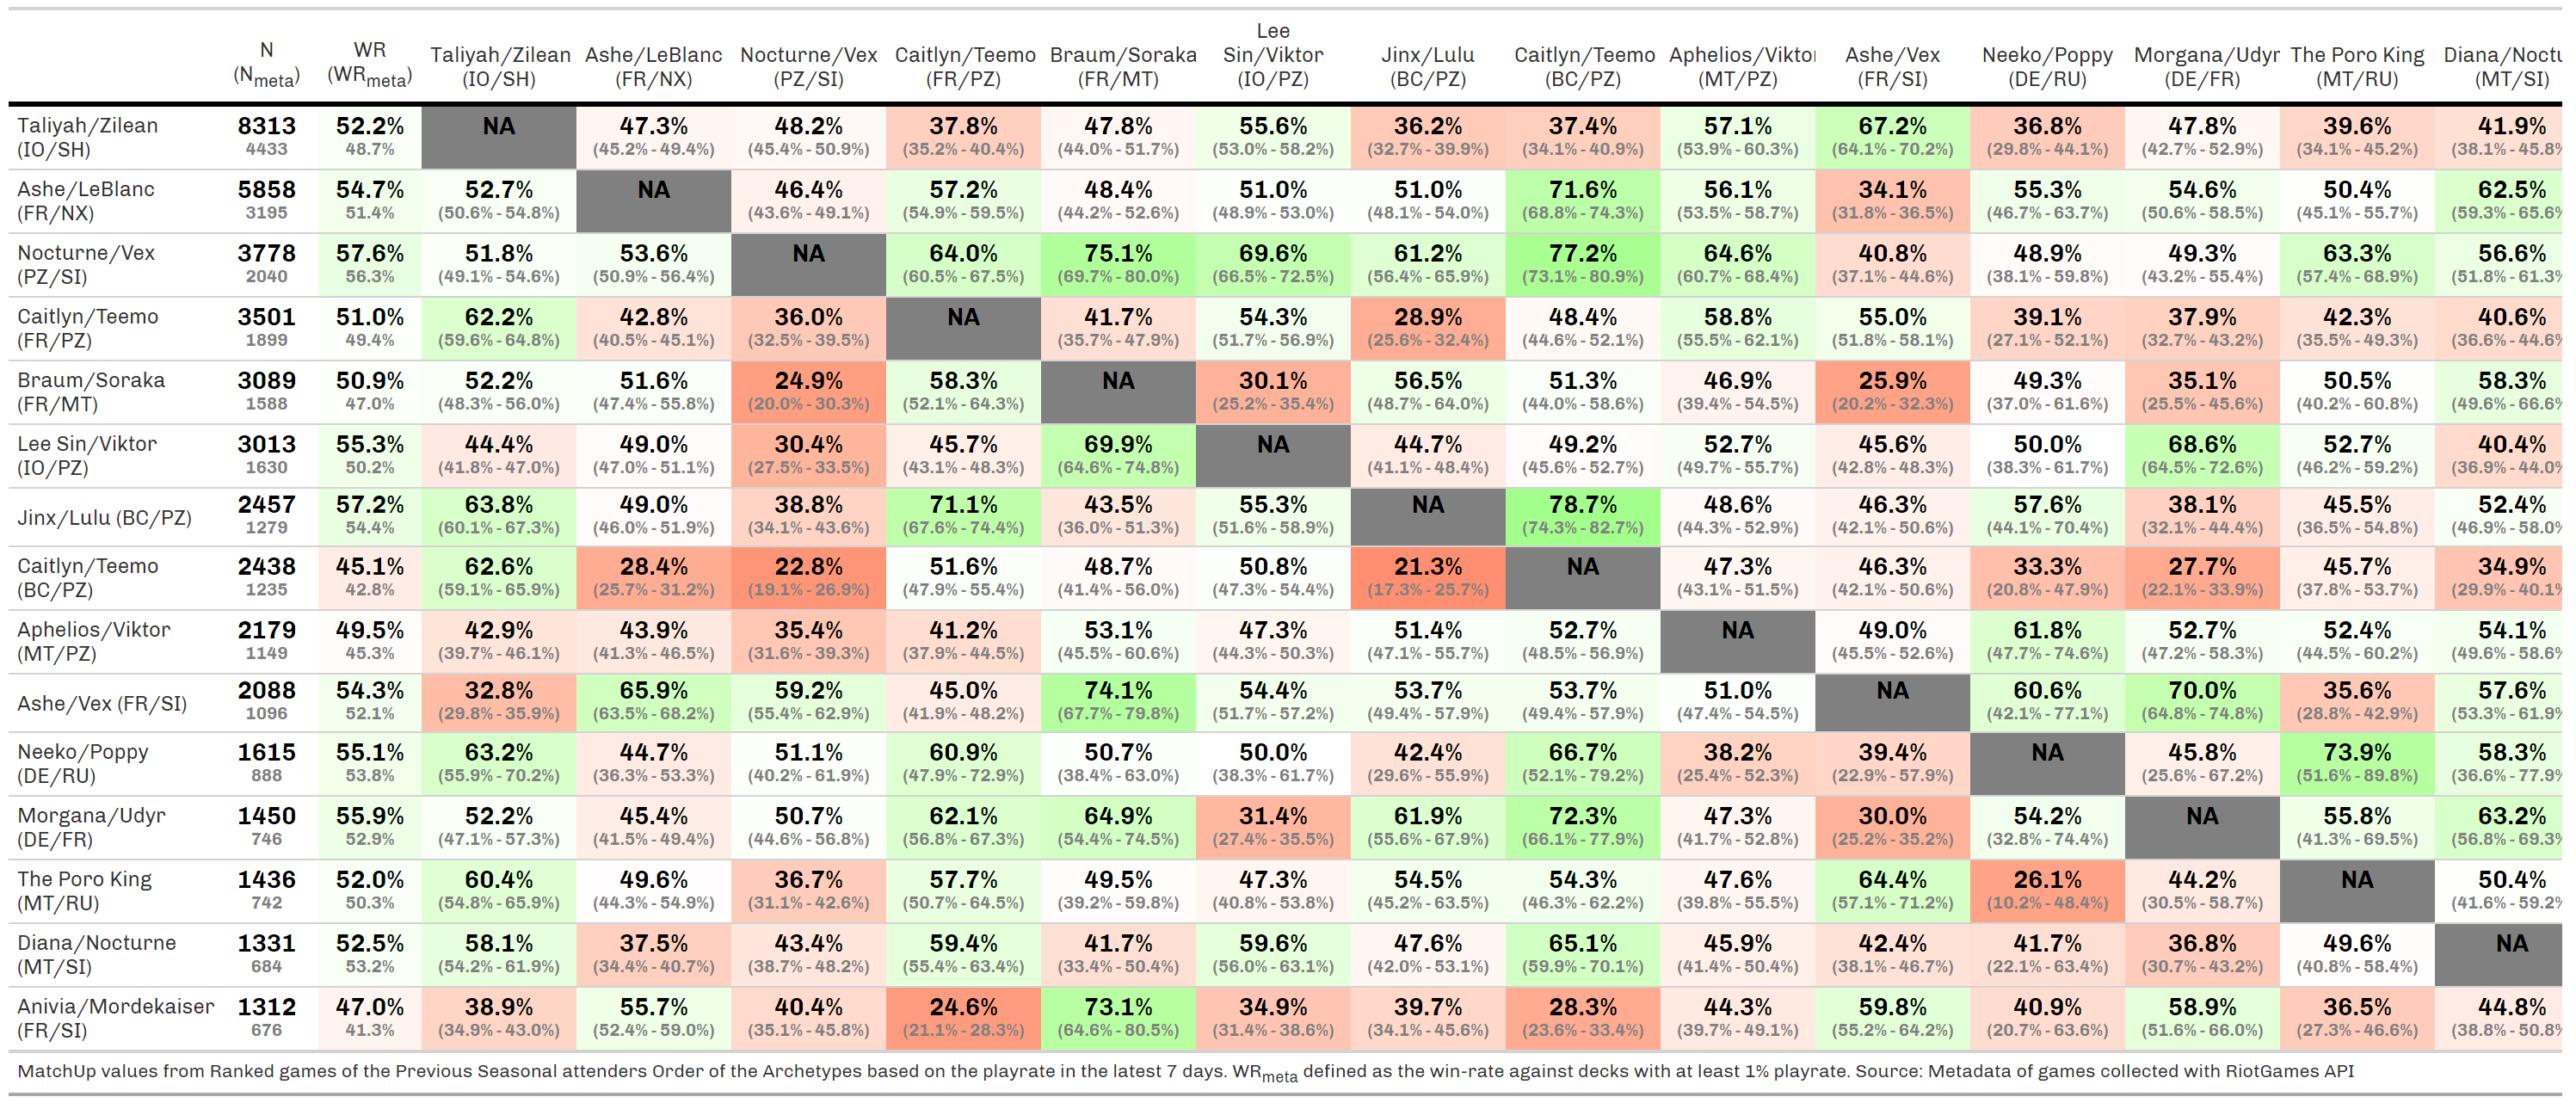 N (N_meta) WR (WR_meta) Taliyah/Zilean (IO/SH) Ashe/LeBlanc (FR/NX) Nocturne/Vex (PZ/SI) Caitlyn/Teemo (FR/PZ) Braum/Soraka (FR/MT) Lee Sin/Viktor (IO/PZ) Jinx/Lulu (BC/PZ) Caitlyn/Teemo (BC/PZ) Aphelios/Viktor (MT/PZ) Ashe/Vex (FR/SI) Neeko/Poppy (DE/RU) Morgana/Udyr (DE/FR) The Poro King (MT/RU) Diana/Noctu (MT/SI)
Taliyah/Zilean 8313 52.2% NA 47.3% 48.2% 37.8% 47.8% 55.6% 36.2% 37.4% 57.1% 67.2% 36.8% 47.8% 39.6% 41.9%
(IO/SH) 4433 48.7% (45.2% - 49.4%) (45.4% - 50.9%) (35.2% - 40.4%) (44.0% - 51.7%) (53.0% - 58.2%) (32.7% - 39.9%) (34.1% - 40.9%) (53.9% - 60.3%) (64.1% - 70.2%) (29.8% - 44.1%) (42.7% - 52.9%) (34.1% - 45.2%) (38.1% - 45.8%
Ashe/LeBlanc 5858 54.7% 52.7% NA 46.4% 57.2% 48.4% 51.0% 51.0% 71.6% 56.1% 34.1% 55.3% 54.6% 50.4% 62.5%
(FR/NX) 3195 51.4% (50.6% - 54.8%) (43.6% - 49.1%) (54.9% - 59.5%) (44.2% - 52.6%) (48.9% - 53.0%) (48.1% - 54.0%) (68.8% - 74.3%) (53.5% - 58.7%) (31.8% - 36.5%) (46.7% - 63.7%) (50.6% - 58.5%) (45.1% - 55.7%) (59.3% - 65.6%
Nocturne/Vex 3778 57.6% 51.8% 53.6% NA 64.0% 75.1% 69.6% 61.2% 77.2% 64.6% 40.8% 48.9% 49.3% 63.3% 56.6%
(PZ/SI) 2040 56.3% (49.1% - 54.6%) (50.9% - 56.4%) (60.5% - 67.5%) (69.7% - 80.0%) (66.5% - 72.5%) (56.4% - 65.9%) (73.1% - 80.9%) (60.7% - 68.4%) (37.1% - 44.6%) (38.1% - 59.8%) (43.2% - 55.4%) (57.4% - 68.9%) (51.8% - 61.3%
Caitlyn/Teemo 3501 51.0% 62.2% 42.8% 36.0% NA 41.7% 54.3% 28.9% 48.4% 58.8% 55.0% 39.1% 37.9% 42.3% 40.6%
(FR/PZ) 1899 49.4% (59.6% - 64.8%) (40.5% - 45.1%) (32.5% - 39.5%) (35.7% - 47.9%) (51.7% - 56.9%) (25.6% - 32.4%) (44.6% - 52.1%) (55.5% - 62.1%) (51.8% - 58.1%) (27.1% - 52.1%) (32.7% - 43.2%) (35.5% - 49.3%) (36.6% - 44.6%
Braum/Soraka 3089 50.9% 52.2% 51.6% 24.9% 58.3% NA 30.1% 56.5% 51.3% 46.9% 25.9% 49.3% 35.1% 50.5% 58.3%
(FR/MT) 1588 47.0% (48.3% - 56.0%) (47.4% - 55.8%) (20.0% - 30.3%) (52.1% - 64.3%) (25.2% - 35.4%) (48.7% - 64.0%) (44.0% - 58.6%) (39.4% - 54.5%) (20.2% - 32.3%) (37.0% - 61.6%) (25.5% - 45.6%) (40.2% - 60.8%) (49.6% - 66.6%
Lee Sin/Viktor 3013 55.3% 44.4% 49.0% 30.4% 45.7% 69.9% NA 44.7% 49.2% 52.7% 45.6% 50.0% 68.6% 52.7% 40.4%
(IO/PZ) 1630 50.2% (41.8% - 47.0%) (47.0% - 51.1%) (27.5% - 33.5%) (43.1% - 48.3%) (64.6% - 74.8%) (41.1% - 48.4%) (45.6% - 52.7%) (49.7% - 55.7%) (42.8% - 48.3%) (38.3% - 61.7%) (64.5% - 72.6%) (46.2% - 59.2%) (36.9% - 44.0%
Jinx/Lulu (BC/PZ) 2457 57.2% 63.8% 49.0% 38.8% 71.1% 43.5% 55.3% NA 78.7% 48.6% 46.3% 57.6% 38.1% 45.5% 52.4%
1279 54.4% (60.1% - 67.3%) (46.0% - 51.9%) (34.1% - 43.6%) (67.6% - 74.4%) (36.0% - 51.3%) (51.6% - 58.9%) (74.3% - 82.7%) (44.3% - 52.9%) (42.1% - 50.6%) (44.1% - 70.4%) (32.1% - 44.4%) (36.5% - 54.8%) (46.9% - 58.0%
Caitlyn/Teemo 2438 45.1% 62.6% 28.4% 22.8% 51.6% 48.7% 50.8% 21.3% NA 47.3% 46.3% 33.3% 27.7% 45.7% 34.9%
(BC/PZ) 1235 42.8% (59.1% - 65.9%) (25.7% - 31.2%) (19.1% - 26.9%) (47.9% - 55.4%) (41.4% - 56.0%) (47.3% - 54.4%) (17.3% - 25.7%) (43.1% - 51.5%) (42.1% - 50.6%) (20.8% - 47.9%) (22.1% - 33.9%) (37.8% - 53.7%) (29.9% - 40.1%
Aphelios/Viktor 2179 49.5% 42.9% 43.9% 35.4% 41.2% 53.1% 47.3% 51.4% 52.7% NA 49.0% 61.8% 52.7% 52.4% 54.1%
(MT/PZ) 1149 45.3% (39.7% - 46.1%) (41.3% - 46.5%) (31.6% - 39.3%) (37.9% - 44.5%) (45.5% - 60.6%) (44.3% - 50.3%) (47.1% - 55.7%) (48.5% - 56.9%) (45.5% - 52.6%) (47.7% - 74.6%) (47.2% - 58.3%) (44.5% - 60.2%) (49.6% - 58.6%
Ashe/Vex (FR/SI) 2088 54.3% 32.8% 65.9% 59.2% 45.0% 74.1% 54.4% 53.7% 53.7% 51.0% NA 60.6% 70.0% 35.6% 57.6%
1096 52.1% (29.8% - 35.9%) (63.5% - 68.2%) (55.4% - 62.9%) (41.9% - 48.2%) (67.7% - 79.8%) (51.7% - 57.2%) (49.4% - 57.9%) (49.4% - 57.9%) (47.4% - 54.5%) (42.1% - 77.1%) (64.8% - 74.8%) (28.8% - 42.9%) (53.3% - 61.9%
Neeko/Poppy 1615 55.1% 63.2% 44.7% 51.1% 60.9% 50.7% 50.0% 42.4% 66.7% 38.2% 39.4% NA 45.8% 73.9% 58.3%
(DE/RU) 888 53.8% (55.9% - 70.2%) (36.3% - 53.3%) (40.2% - 61.9%) (47.9% - 72.9%) (38.4% - 63.0%) (38.3% - 61.7%) (29.6% - 55.9%) (52.1% - 79.2%) (25.4% - 52.3%) (22.9% - 57.9%) (25.6% - 67.2%) (51.6% - 89.8%) (36.6% - 77.9%
Morgana/Udyr 1450 55.9% 52.2% 45.4% 50.7% 62.1% 64.9% 31.4% 61.9% 72.3% 47.3% 30.0% 54.2% NA 55.8% 63.2%
(DE/FR) 746 52.9% (47.1% - 57.3%) (41.5% - 49.4%) (44.6% - 56.8%) (56.8% - 67.3%) (54.4% - 74.5%) (27.4% - 35.5%) (55.6% - 67.9%) (66.1% - 77.9%) (41.7% - 52.8%) (25.2% - 35.2%) (32.8% - 74.4%) (41.3% - 69.5%) (56.8% - 69.3%
The Poro King 1436 52.0% 60.4% 49.6% 36.7% 57.7% 49.5% 47.3% 54.5% 54.3% 47.6% 64.4% 26.1% 44.2% NA 50.4%
(MT/RU) 742 50.3% (54.8% - 65.9%) (44.3% - 54.9%) (31.1% - 42.6%) (50.7% - 64.5%) (39.2% - 59.8%) (40.8% - 53.8%) (45.2% - 63.5%) (46.3% - 62.2%) (39.8% - 55.5%) (57.1% - 71.2%) (10.2% - 48.4%) (30.5% - 58.7%) (41.6% - 59.2%
Diana/Nocturne 1331 52.5% 58.1% 37.5% 43.4% 59.4% 41.7% 59.6% 47.6% 65.1% 45.9% 42.4% 41.7% 36.8% 49.6% NA
(MT/SI) 684 53.2% (54.2% - 61.9%) (34.4% - 40.7%) (38.7% - 48.2%) (55.4% - 63.4%) (33.4% - 50.4%) (56.0% - 63.1%) (42.0% - 53.1%) (59.9% - 70.1%) (41.4% - 50.4%) (38.1% - 46.7%) (22.1% - 63.4%) (30.7% - 43.2%) (40.8% - 58.4%)
Anivia/Mordekaiser 1312 47.0% 38.9% 55.7% 40.4% 24.6% 73.1% 34.9% 39.7% 28.3% 44.3% 59.8% 40.9% 58.9% 36.5% 44.8%
(FR/SI) 676 41.3% (34.9% - 43.0%) (52.4% - 59.0%) (35.1% - 45.8%) (21.1% - 28.3%) (64.6% - 80.5%) (31.4% - 38.6%) (34.1% - 45.6%) (23.6% - 33.4%) (39.7% - 49.1%) (55.2% - 64.2%) (20.7% - 63.6%) (51.6% - 66.0%) (27.3% - 46.6%) (38.8% - 50.8%
MatchUp values from Ranked games of the Previous Seasonal attenders Order of the Archetypes based on the playrate in the latest 7 days. WR_meta defined as the win-rate against decks with at least 1% playrate. Source: Metadata of games collected with RiotGames API